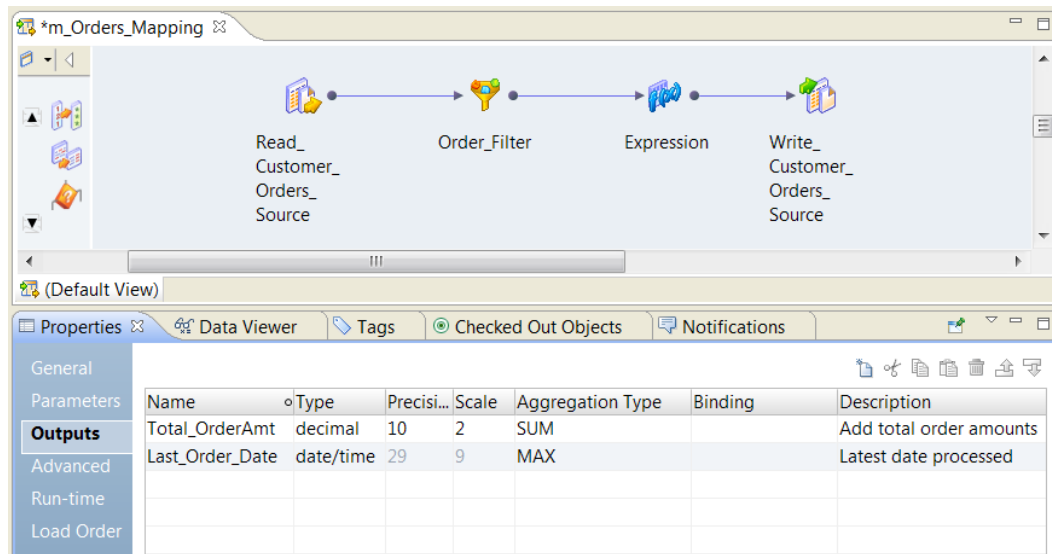 *m_Orders_Mapping
Read_
Customer_
Orders_
Source
Order_Filter
Expression
Write_
Customer_
Orders_
Source
(Default View)
Properties Data Viewer Tags Checked Out Objects Notifications
General
Parameters
Outputs
Advanced
Run-time
Load Order
Name Type Precisi... Scale Aggregation Type Binding Description
Total_OrderAmt decimal 10 2 SUM Add total order amounts
Last_Order_Date date/time 29 9 MAX Latest date processed